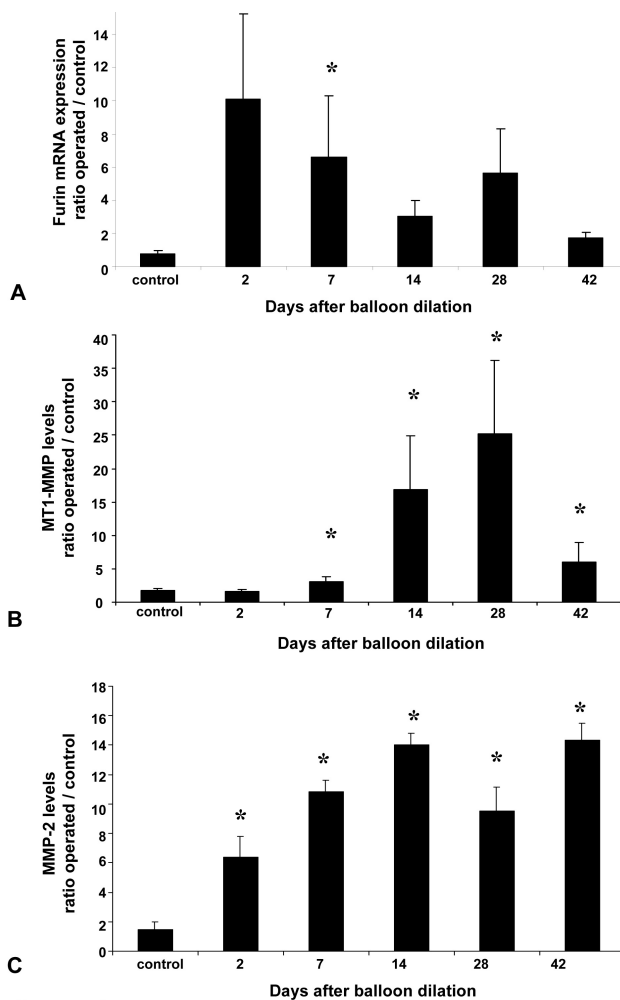 Furin mRNA expression
ratio operated / control
14
12
10
8
6
4
2
0
*
control 2 7 14 28 42
A
Days after balloon dilation
MT1-MMP levels
ratio operated / control
40
35
30
25
20
15
10
5
0
* * * *
control 2 7 14 28 42
B
Days after balloon dilation
MMP-2 levels
ratio operated / control
18
16
14
12
10
8
6
4
2
0
* * * * *
control 2 7 14 28 42
C
Days after balloon dilation